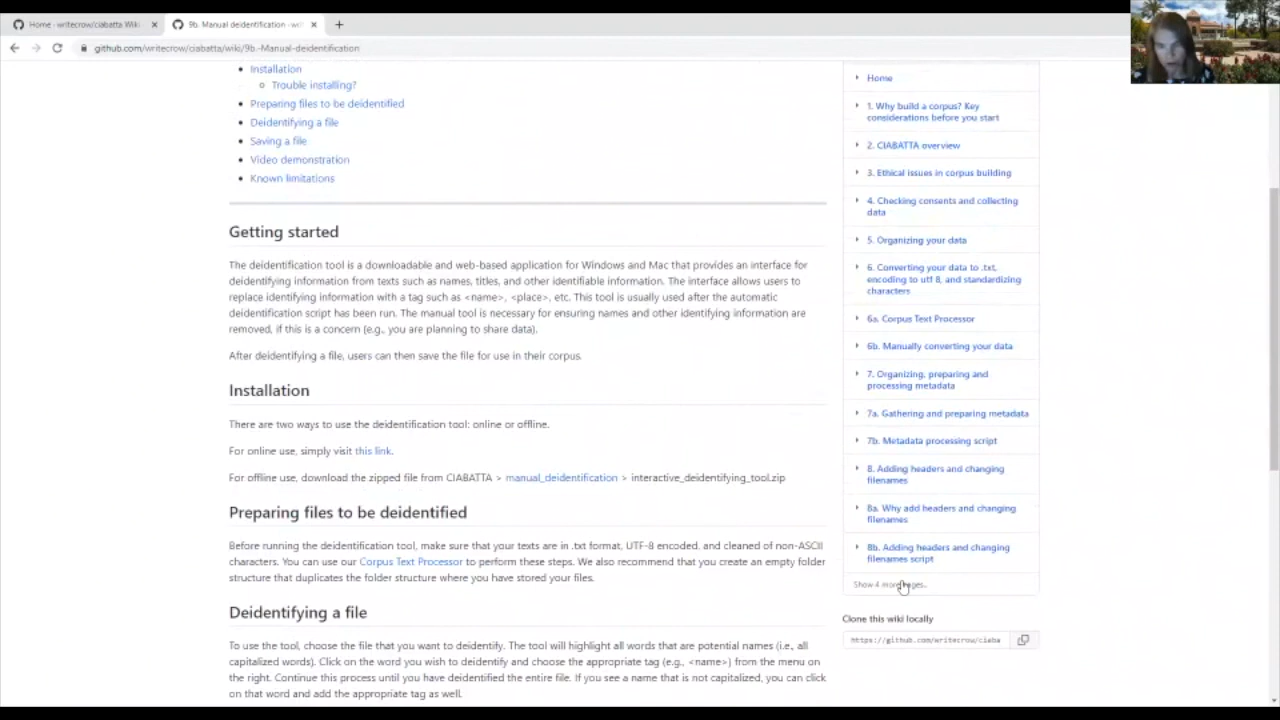 Home · writecrow/ciabatta Wiki
9b. Manual deidentification · wri
github.com/writecrow/ciabatta/wiki/9b.-Manual-deidentification
Installation
Trouble installing?
Preparing files to be deidentified
Deidentifying a file
Saving a file
Video demonstration
Known limitations
Getting started
The deidentification tool is a downloadable and web-based application for Windows and Mac that provides an interface for
deidentifying information from texts such as names, titles, and other identifiable information. The interface allows users to
replace identifying information with a tag such as <name>, <place>, etc. This tool is usually used after the automatic
deidentification script has been run. The manual tool is necessary for ensuring names and other identifying information are
removed, if this is a concern (e.g., you are planning to share data).
After deidentifying a file, users can then save the file for use in their corpus.
Installation
There are two ways to use the deidentification tool: online or offline.
For online use, simply visit this link.
For offline use, download the zipped file from CIABATTA > manual_deidentification > interactive_deidentifying_tool.zip
Preparing files to be deidentified
Before running the deidentification tool, make sure that your texts are in .txt format, UTF-8 encoded, and cleaned of non-ASCII
characters. You can use our Corpus Text Processor to perform these steps. We also recommend that you create an empty folder
structure that duplicates the folder structure where you have stored your files.
Deidentifying a file
To use the tool, choose the file that you want to deidentify. The tool will highlight all words that are potential names (i.e., all
capitalized words). Click on the word you wish to deidentify and choose the appropriate tag (e.g., <name>) from the menu on
the right. Continue this process until you have deidentified the entire file. If you see a name that is not capitalized, you can click
on that word and add the appropriate tag as well.
Home
1. Why build a corpus? Key
considerations before you start
2. CIABATTA overview
3. Ethical issues in corpus building
4. Checking consents and collecting
data
5. Organizing your data
6. Converting your data to .txt,
encoding to utf 8, and standardizing
characters
6a. Corpus Text Processor
6b. Manually converting your data
7. Organizing, preparing and
processing metadata
7a. Gathering and preparing metadata
7b. Metadata processing script
8. Adding headers and changing
filenames
8a. Why add headers and changing
filenames
8b. Adding headers and changing
filenames script
Show 4 more pages...
Clone this wiki locally
https://github.com/writecrow/ciaba